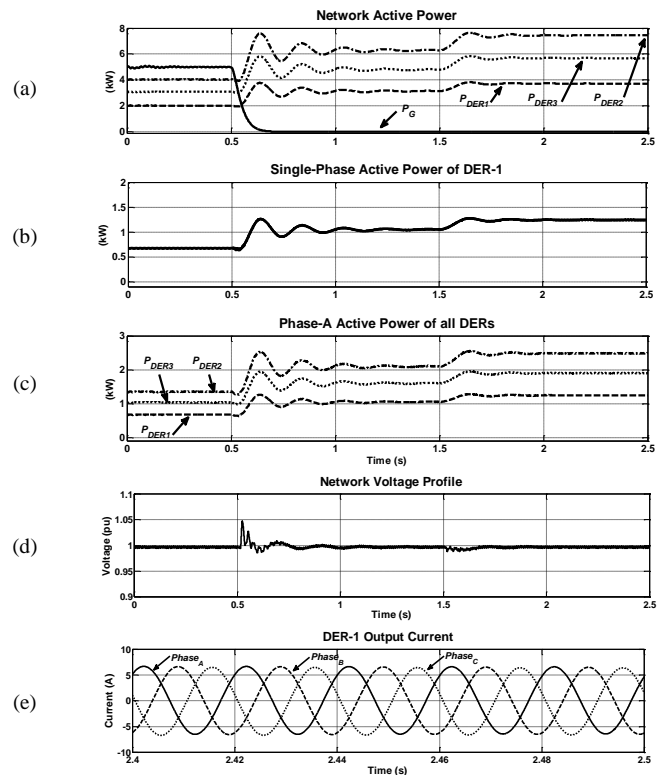 Network Active Power
(a)
(kW)
8
6
4
2
0
P_G
P_DER1
P_DER3
P_DER2
0 0.5 1 1.5 2 2.5
Single-Phase Active Power of DER-1
(b)
(kW)
2
1.5
1
0.5
0
0 0.5 1 1.5 2 2.5
Phase-A Active Power of all DERs
(c)
(kW)
3
2
1
0
P_DER3
P_DER2
P_DER1
0 0.5 1 1.5 2 2.5
Time (s)
Network Voltage Profile
(d)
Voltage (pu)
1.1
1.05
1
0.95
0.9
0 0.5 1 1.5 2 2.5
Time (s)
DER-1 Output Current
(e)
Current (A)
10
5
0
-5
-10
Phase_A
Phase_B
Phase_C
2.4 2.42 2.44 2.46 2.48 2.5
Time (s)